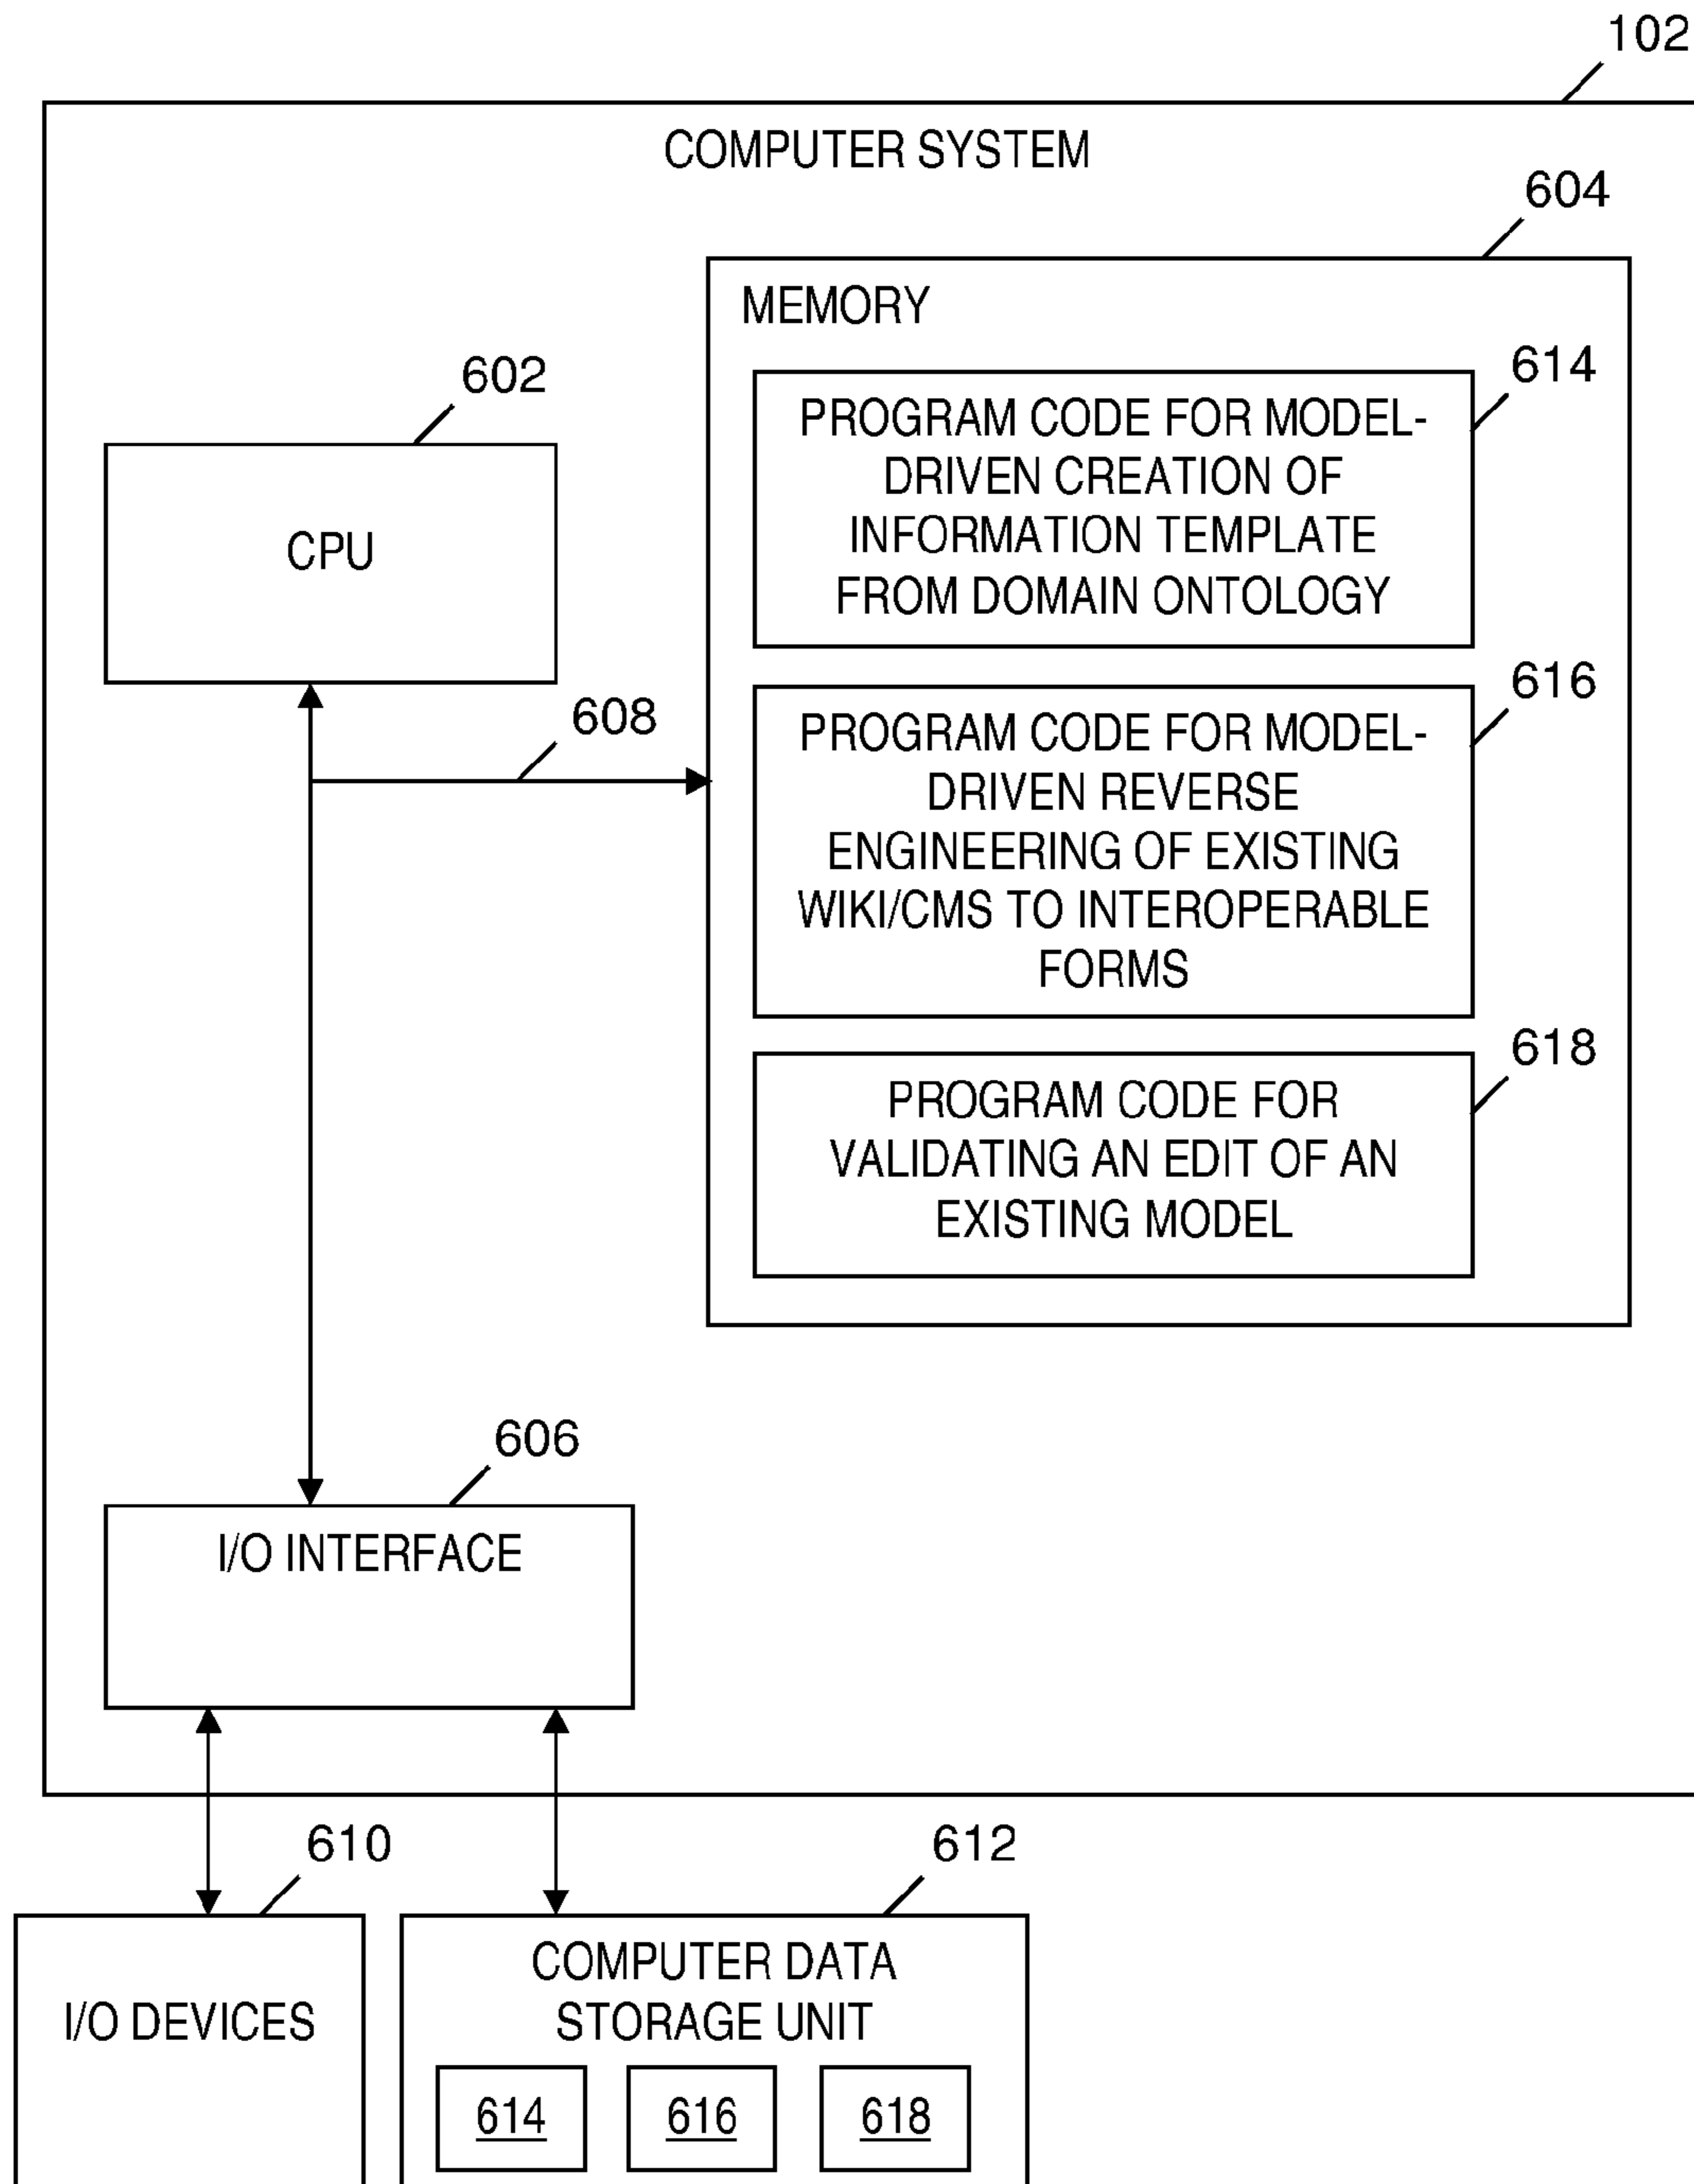 102
COMPUTER SYSTEM
604
MEMORY
602
CPU
614
PROGRAM CODE FOR MODEL-
DRIVEN CREATION OF
INFORMATION TEMPLATE
FROM DOMAIN ONTOLOGY
608
616
PROGRAM CODE FOR MODEL-
DRIVEN REVERSE
ENGINEERING OF EXISTING
WIKI/CMS TO INTEROPERABLE
FORMS
618
PROGRAM CODE FOR
VALIDATING AN EDIT OF AN
EXISTING MODEL
606
I/O INTERFACE
610
I/O DEVICES
612
COMPUTER DATA
STORAGE UNIT
614
616
618